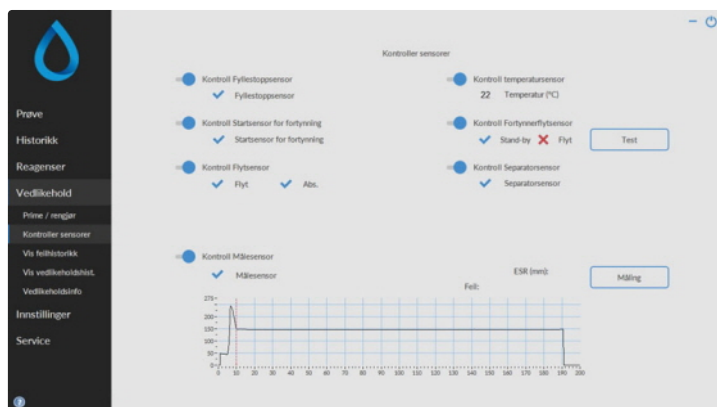 Kontroller sensorer
Kontroll Fyllestoppsensor
Fyllestoppsensor
Kontroll temperatursensor
22 Temperatur (°C)
Prøve
Historikk
Reagenser
Vedlikehold
Prime / rengjør
Kontroller sensorer
Vis feilhistorikk
Vis vedlikeholdshist.
Vedlikeholdsinfo
Innstillinger
Service
?
Kontroll Startsensor for fortynning
Startsensor for fortynning
Kontroll Fortynnerflytsensor
Stand-by Flyt
Test
Kontroll Flytsensor
Flyt Abs.
Kontroll Separatorsensor
Separatorsensor
Kontroll Målesensor
Målesensor
ESR (mm):
Feil:
Måling
275
200
150
100
50
0
0 10 20 30 40 50 60 70 80 90 100 110 120 130 140 150 160 170 180 190 200